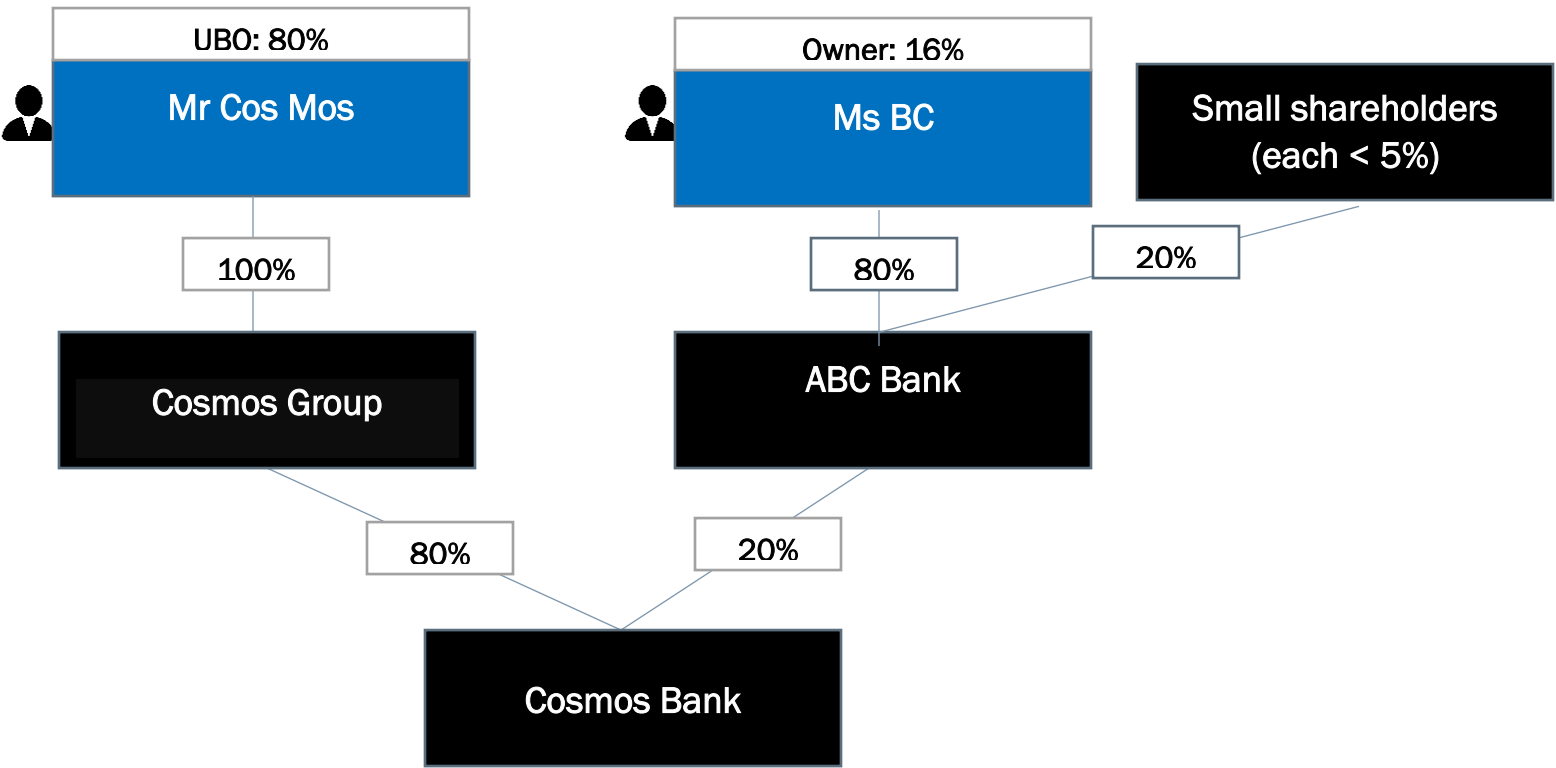 UBO: 80%
Mr Cos Mos
Owner: 16%
Ms BC
Small shareholders
(each < 5%)
100%
80%
20%
Cosmos Group
ABC Bank
80%
20%
Cosmos Bank